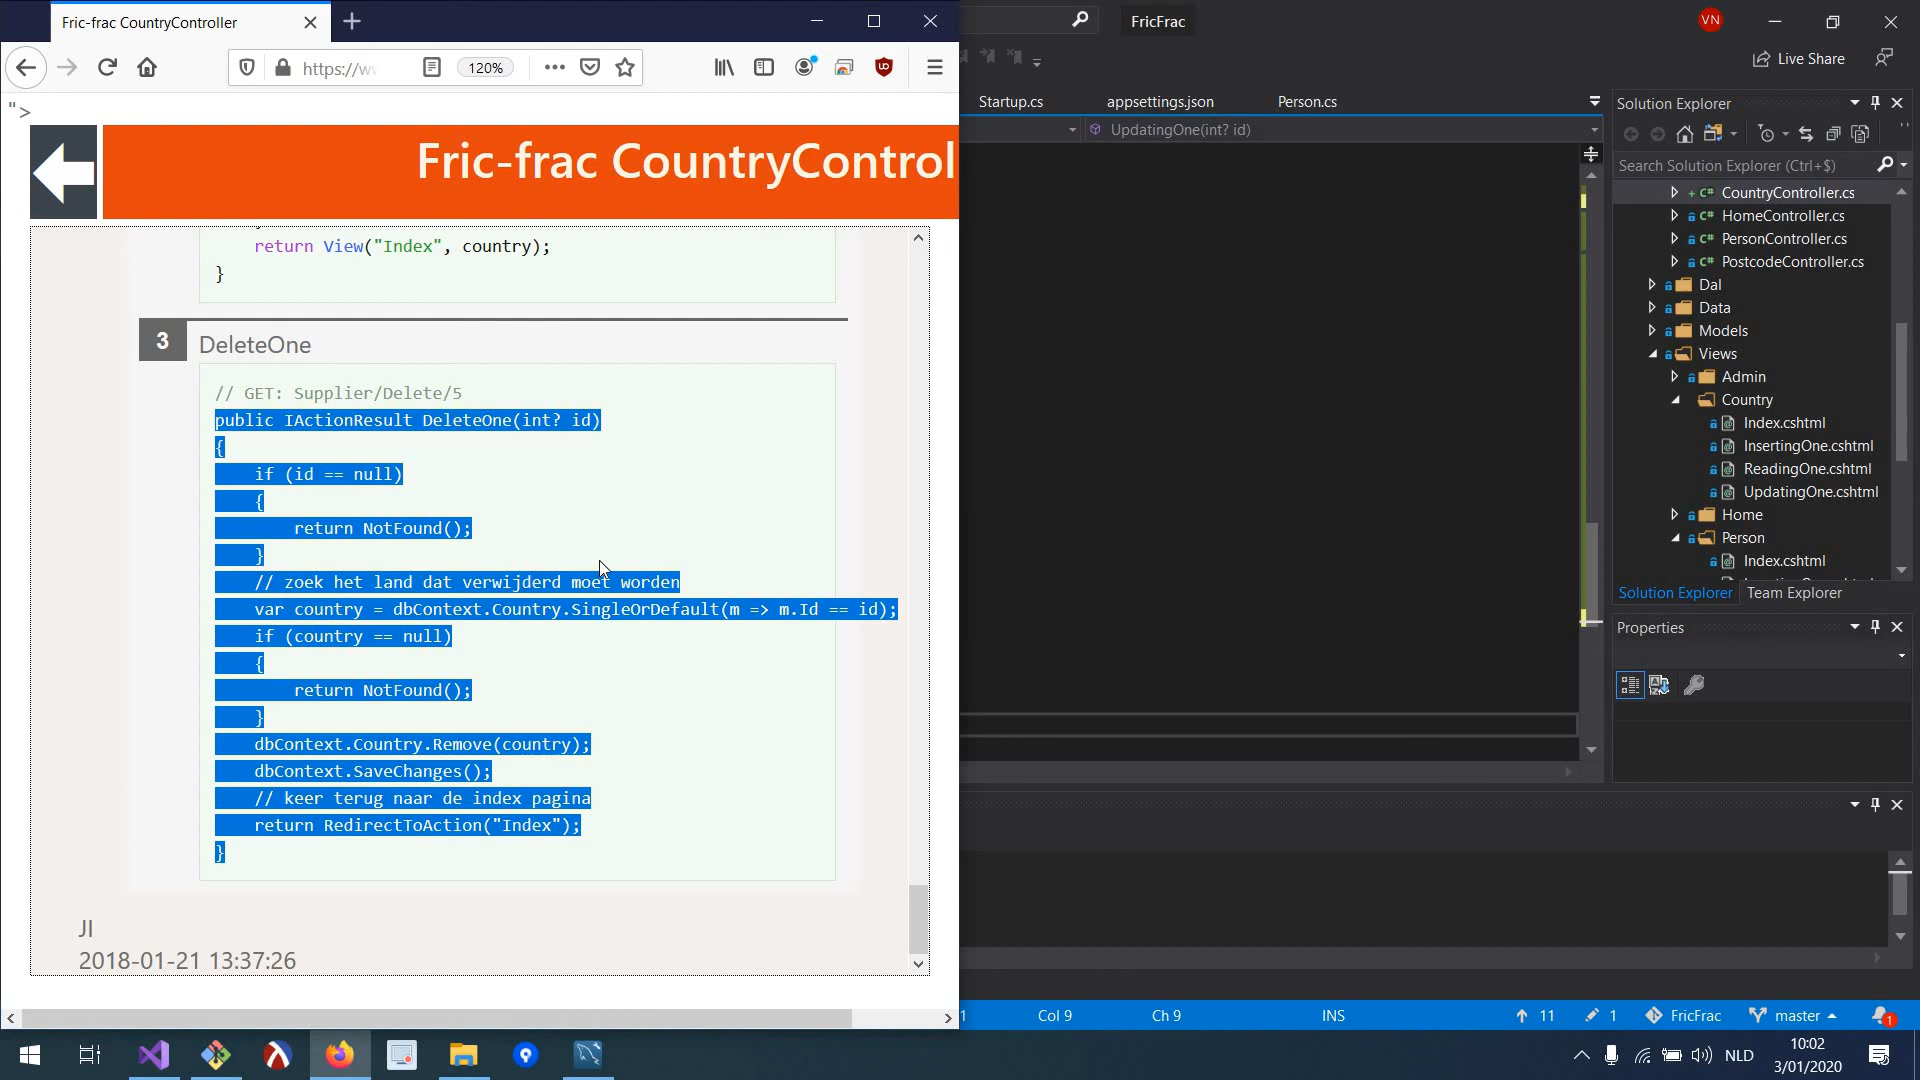 Fric-frac CountryController
FricFrac
VN
https://w
120%
Live Share
">
Fric-frac CountryControl
Startup.cs
appsettings.json
Person.cs
UpdatingOne(int? id)
return View("Index", country);
}
3
DeleteOne
// GET: Supplier/Delete/5
public IActionResult DeleteOne(int? id)
{
if (id == null)
{
return NotFound();
}
// zoek het land dat verwijderd moet worden
var country = dbContext.Country.SingleOrDefault(m => m.Id == id);
if (country == null)
{
return NotFound();
}
dbContext.Country.Remove(country);
dbContext.SaveChanges();
// keer terug naar de index pagina
return RedirectToAction("Index");
}
JI
2018-01-21 13:37:26
Solution Explorer
Search Solution Explorer (Ctrl+$)
CountryController.cs
HomeController.cs
PersonController.cs
PostcodeController.cs
Dal
Data
Models
Views
Admin
Country
Index.cshtml
InsertingOne.cshtml
ReadingOne.cshtml
UpdatingOne.cshtml
Home
Person
Index.cshtml
Solution Explorer
Team Explorer
Properties
Col 9
Ch 9
INS
11
1
FricFrac
master
1
NLD
10:02
3/01/2020